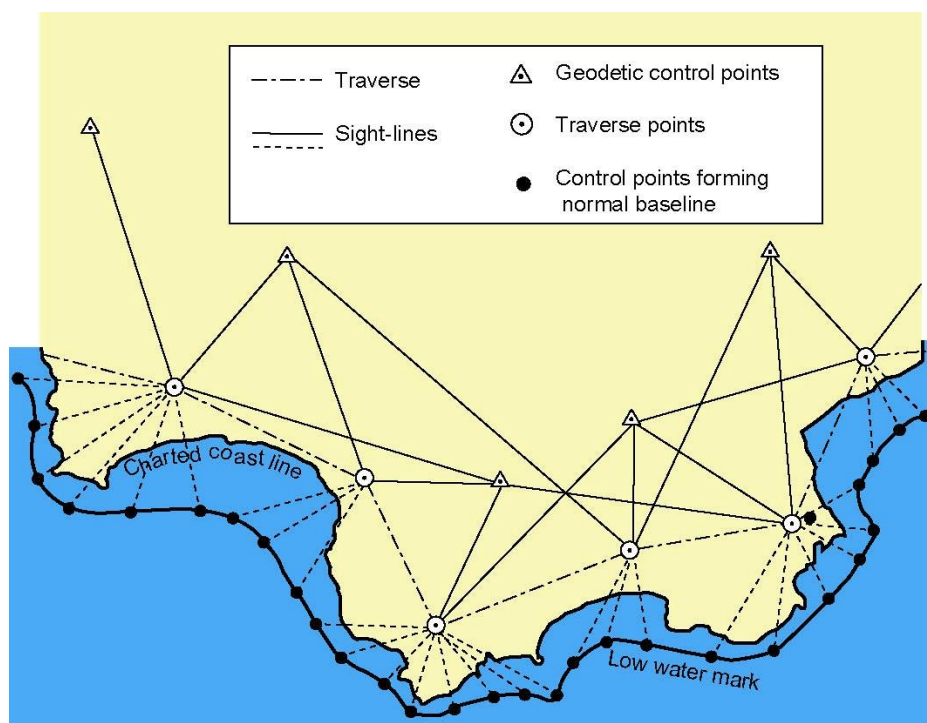 Traverse
Geodetic control points
Sight-lines
Traverse points
Control points forming
normal baseline
Charted coast line
Low water mark